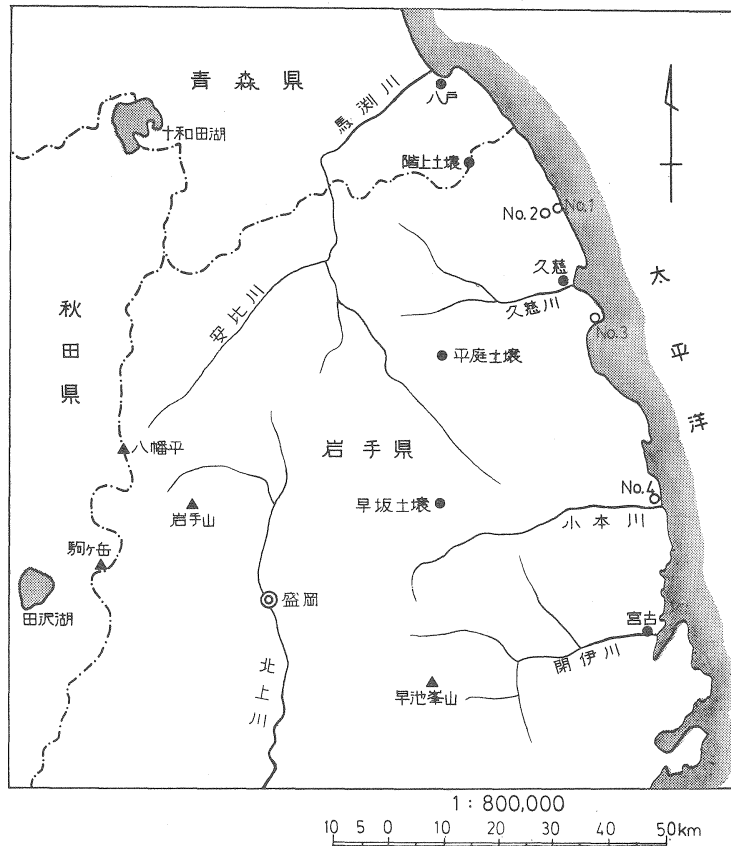 青森県
十和田湖
馬渕川
八戸
階上土壌
No.2
No.1
久慈
久慈川
No.3
太平洋
秋田県
安比川
平庭土壌
八幡平
岩手県
岩手山
早坂土壌
No.4
小本川
駒ヶ岳
田沢湖
盛岡
宮古
閉伊川
北上川
早池峯山
1:800,000
10 5 0 10 20 30 40 50km